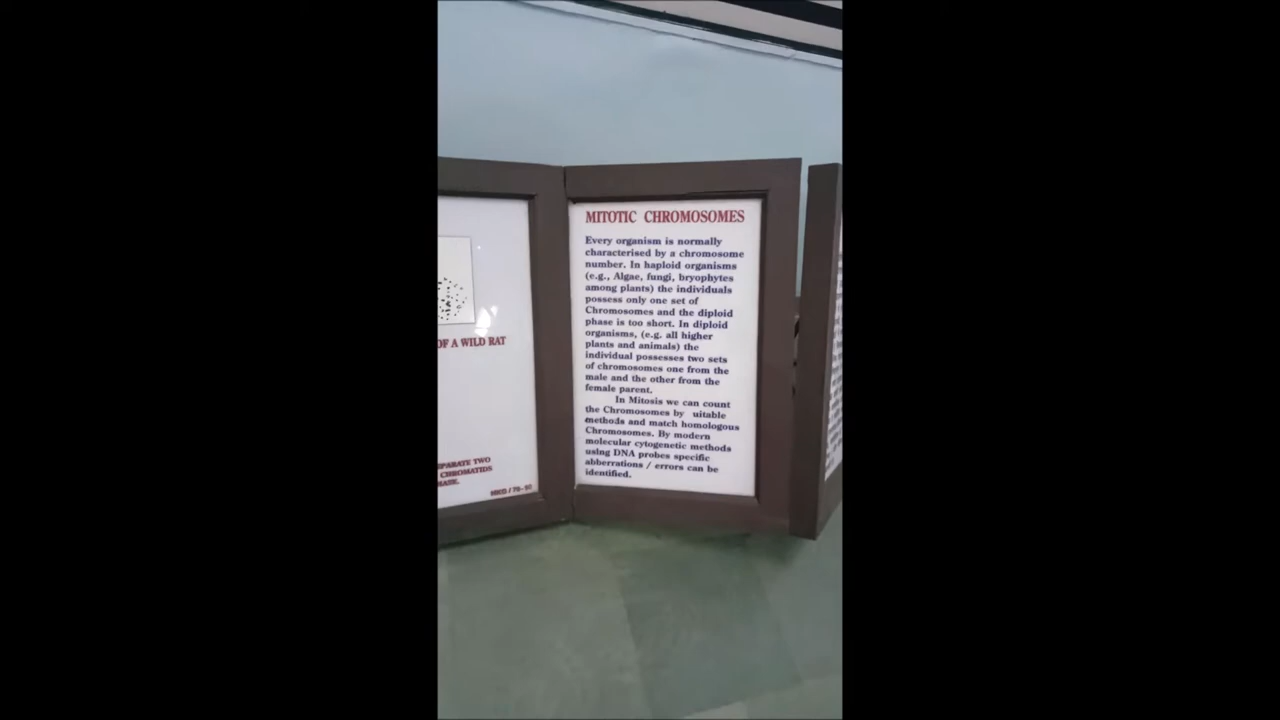 OF A WILD RAT
PARATE TWO
CHROMATIDS
MASK.
MITOTIC CHROMOSOMES
Every organism is normally
characterised by a chromosome
number. In haploid organisms
(e.g., Algae, fungi, bryophytes
among plants) the individuals
possess only one set of
Chromosomes and the diploid
phase is too short. In diploid
organisms, (e.g. all higher
plants and animals) the
individual possesses two sets
of chromosomes one from the
male and the other from the
female parent.
In Mitosis we can count
the Chromosomes by uitable
methods and match homologous
Chromosomes. By modern
molecular cytogenetic methods
using DNA probes specific
abberrations / errors can be
identified.